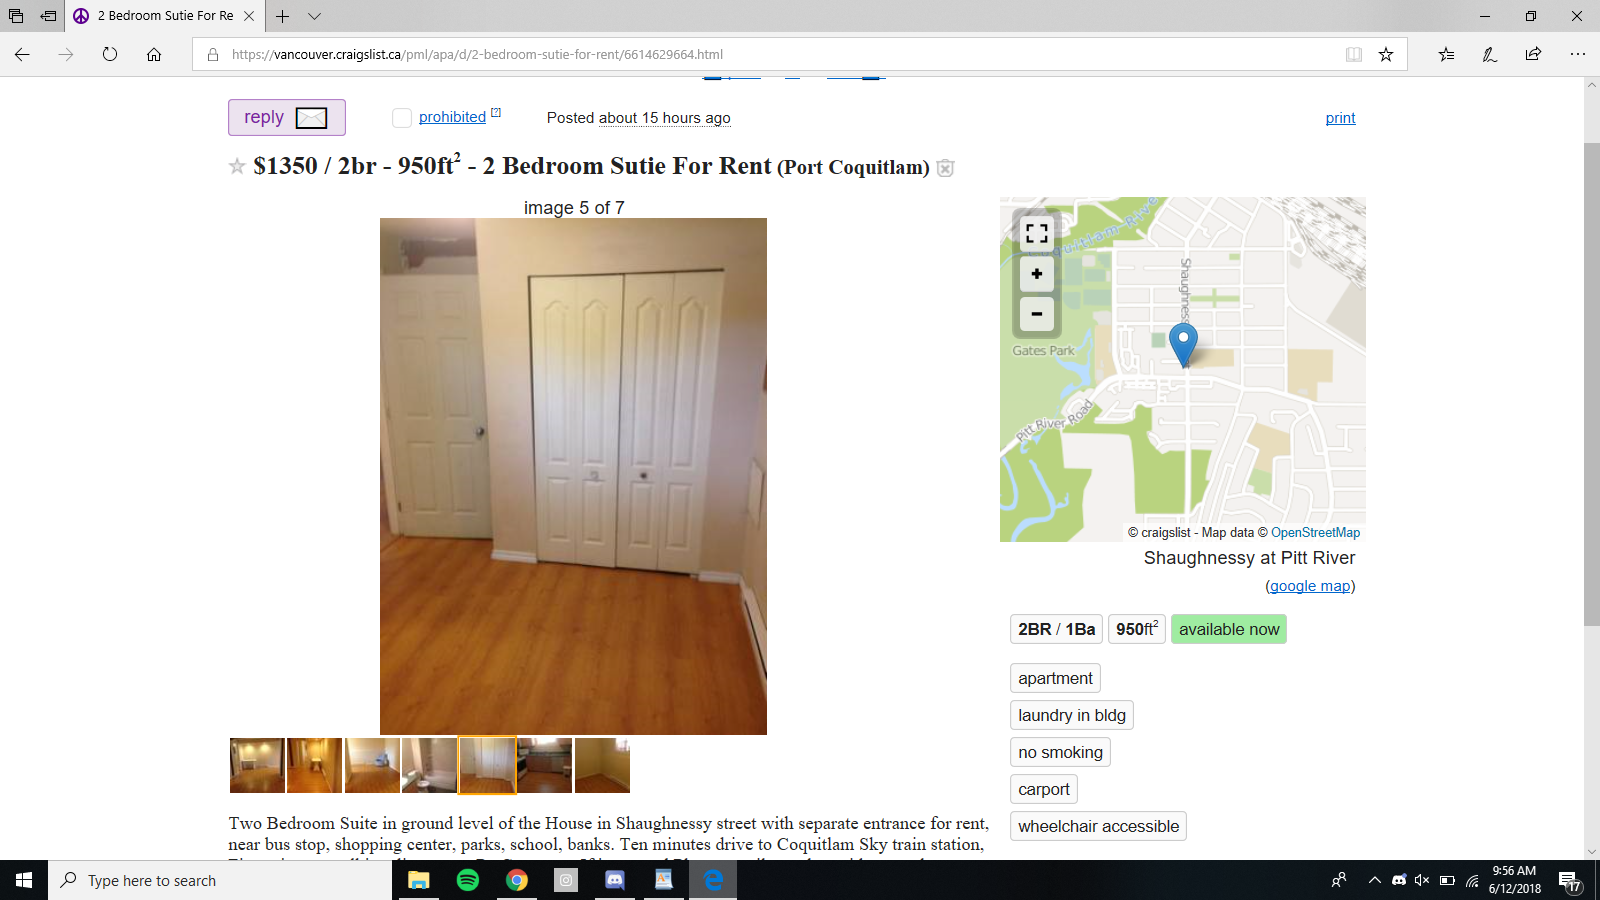 2 Bedroom Sutie For Re
https://vancouver.craigslist.ca/pml/apa/d/2-bedroom-sutie-for-rent/6614629664.html
reply
prohibited [?]
Posted about 15 hours ago
print
$1350 / 2br - 950ft2 - 2 Bedroom Sutie For Rent (Port Coquitlam)
image 5 of 7
Shaughness
Gates Park
Pitt River Road
© craigslist - Map data © OpenStreetMap
Shaughnessy at Pitt River
(google map)
2BR / 1Ba
950ft2
available now
apartment
laundry in bldg
no smoking
carport
wheelchair accessible
Two Bedroom Suite in ground level of the House in Shaughnessy street with separate entrance for rent,
near bus stop, shopping center, parks, school, banks. Ten minutes drive to Coquitlam Sky train station,
Type here to search
9:56 AM
6/12/2018
17